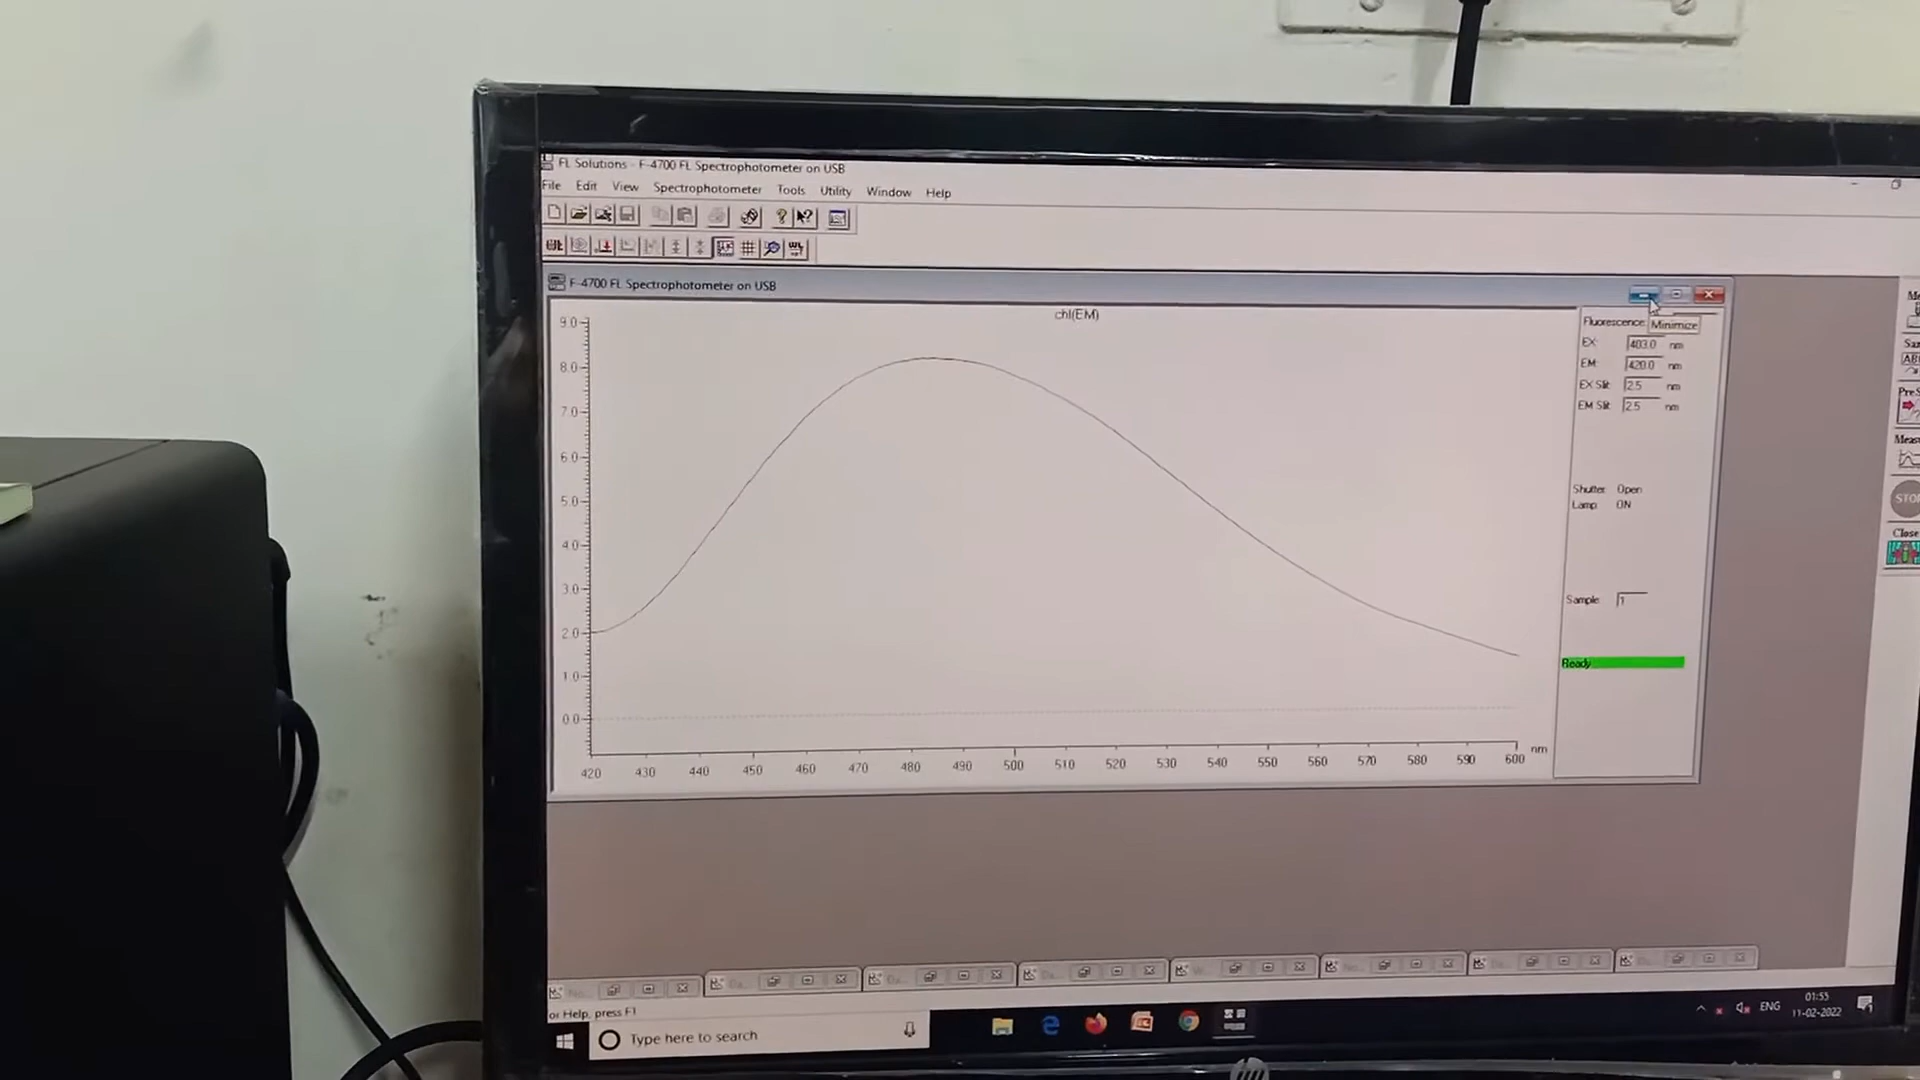 FL Solutions - F-4700 FL Spectrophotometer on USB
File Edit View Spectrophotometer Tools Utility Window Help
F-4700 FL Spectrophotometer on USB
chl(EM)
9.0
8.0
7.0
6.0
5.0
4.0
3.0
2.0
1.0
0.0
420 430 440 450 460 470 480 490 500 510 520 530 540 550 560 570 580 590 600 nm
Fluorescence
Minimize
EX: 403.0 nm
EM: 420.0 nm
EX Slit: 2.5 nm
EM Slit: 2.5 nm
Shutter: Open
Lamp: ON
Sample: 1
Ready
STOP
Close
or Help, press F1
Type here to search
ENG
01:55
11-02-2022
hp